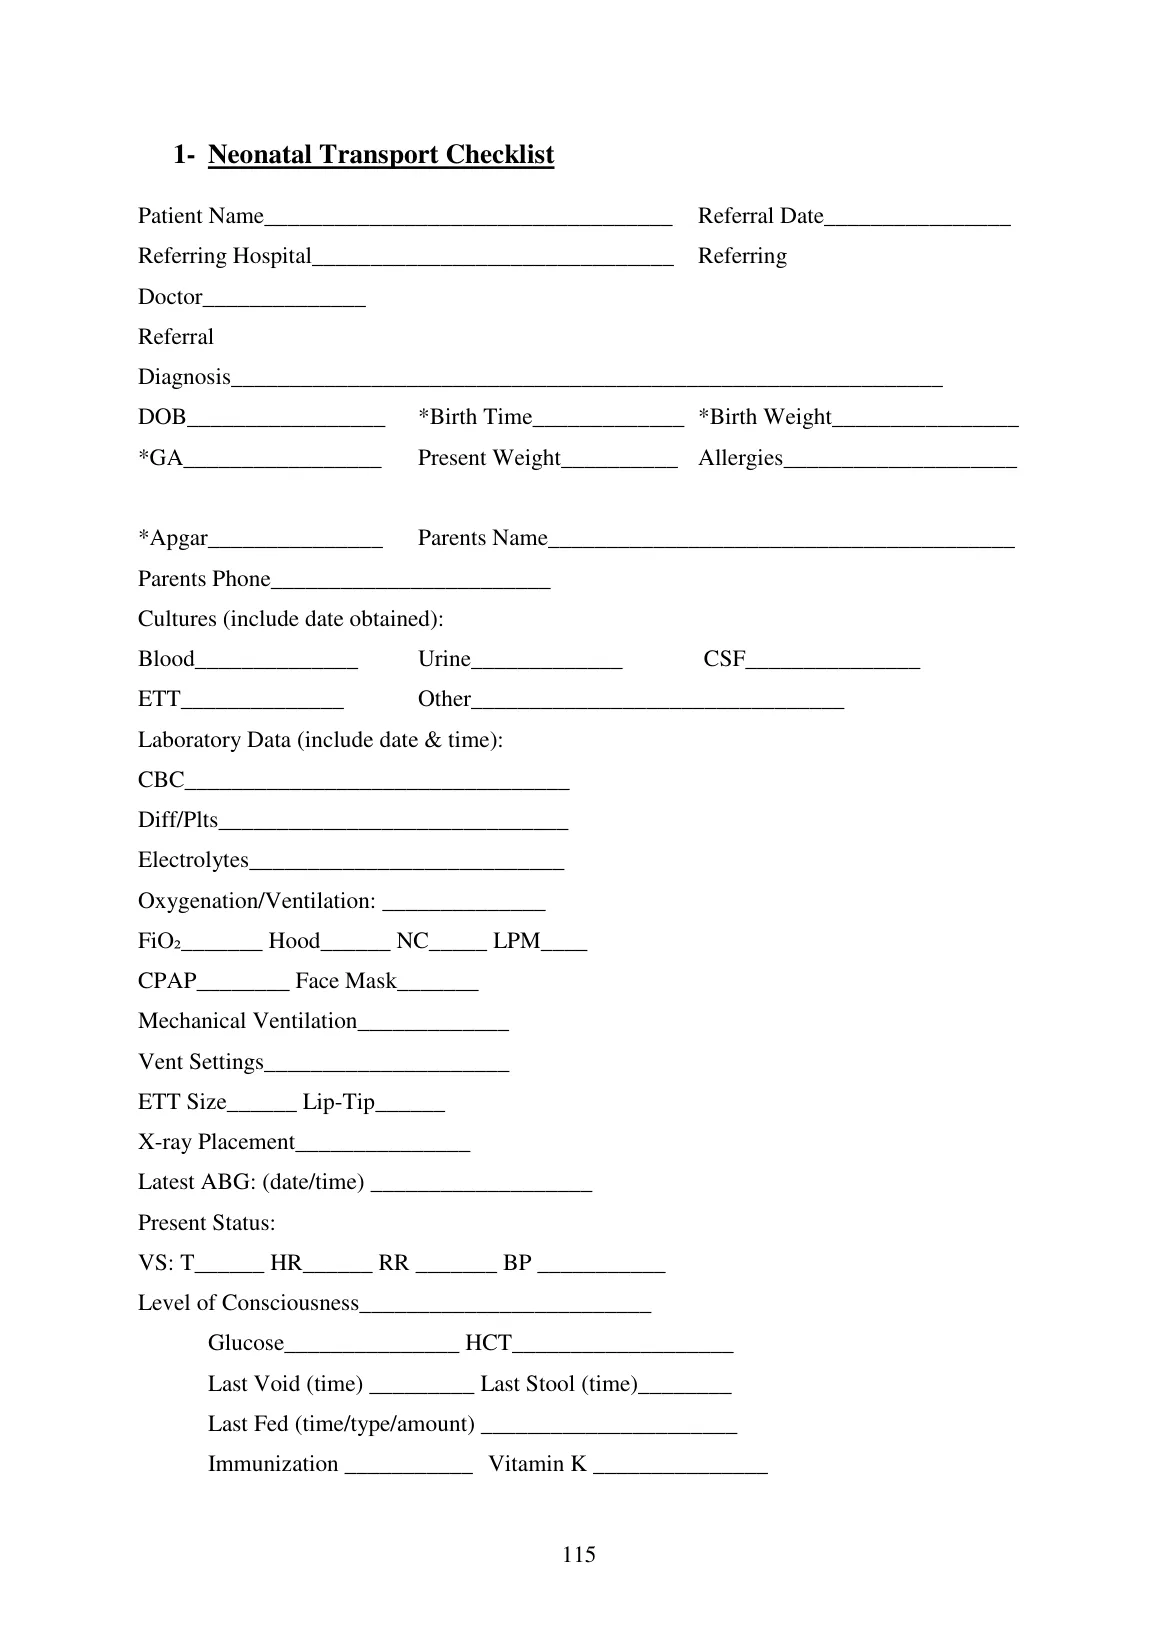 1- Neonatal Transport Checklist
Patient Name___________________________________ Referral Date________________
Referring Hospital_______________________________ Referring
Doctor______________
Referral
Diagnosis_____________________________________________________________
DOB_________________ *Birth Time_____________ *Birth Weight________________
*GA_________________ Present Weight__________ Allergies____________________
*Apgar_______________ Parents Name________________________________________
Parents Phone________________________
Cultures (include date obtained):
Blood______________ Urine_____________ CSF_______________
ETT______________ Other________________________________
Laboratory Data (include date & time):
CBC_________________________________
Diff/Plts______________________________
Electrolytes___________________________
Oxygenation/Ventilation: ______________
FiO₂_______ Hood______ NC_____ LPM____
CPAP________ Face Mask_______
Mechanical Ventilation_____________
Vent Settings_____________________
ETT Size______ Lip-Tip______
X-ray Placement_______________
Latest ABG: (date/time) ___________________
Present Status:
VS: T______ HR______ RR _______ BP ___________
Level of Consciousness_________________________
Glucose_______________ HCT___________________
Last Void (time) _________ Last Stool (time)________
Last Fed (time/type/amount) ______________________
Immunization ___________ Vitamin K _______________
115